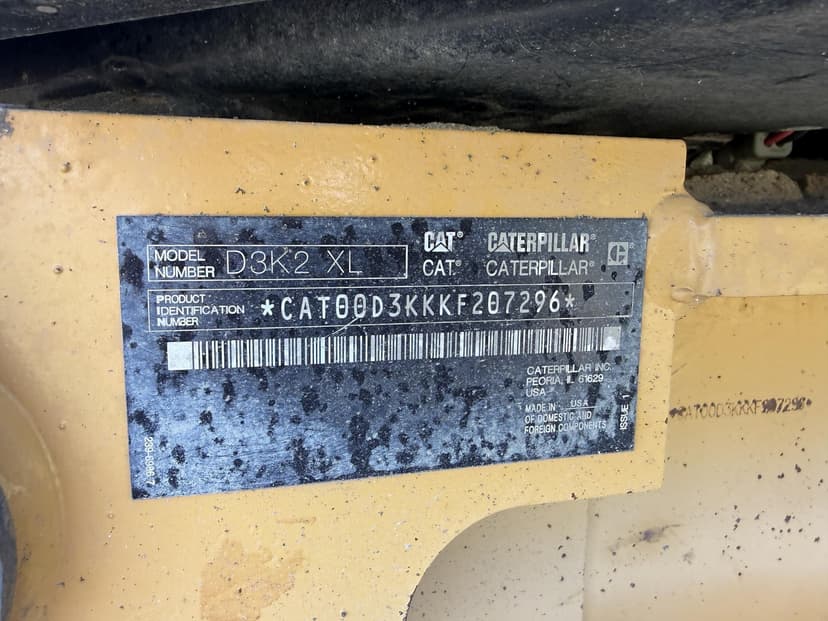 MODEL NUMBER D3K2 XL
CAT® CATERPILLAR®
CAT. CATERPILLAR®
PRODUCT IDENTIFICATION NUMBER *CAT00D3KKKF207296*
CATERPILLAR INC.
PEORIA, IL 61629
USA
MADE IN USA
OF DOMESTIC AND
FOREIGN COMPONENTS
ISSUE 1
CAT00D3KKKF207296